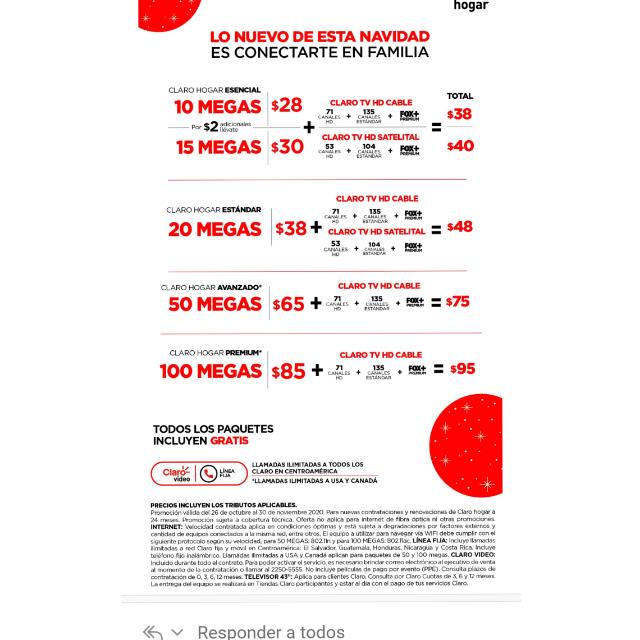 hogar
LO NUEVO DE ESTA NAVIDAD
ES CONECTARTE EN FAMILIA
CLARO HOGAR ESENCIAL
10 MEGAS $28
Por $2 adicionales llévate
15 MEGAS $30
+
CLARO TV HD CABLE
71 CANALES HD + 135 CANALES ESTÁNDAR + FOX+ PREMIUM
CLARO TV HD SATELITAL
53 CANALES HD + 104 CANALES ESTÁNDAR + FOX+ PREMIUM
=
TOTAL
$38
$40
CLARO HOGAR ESTÁNDAR
20 MEGAS $38 +
CLARO TV HD CABLE
71 CANALES HD + 135 CANALES ESTÁNDAR + FOX+ PREMIUM
CLARO TV HD SATELITAL
53 CANALES HD + 104 CANALES ESTÁNDAR + FOX+ PREMIUM
= $48
CLARO HOGAR AVANZADO*
50 MEGAS $65 +
CLARO TV HD CABLE
71 CANALES HD + 135 CANALES ESTÁNDAR + FOX+ PREMIUM
= $75
CLARO HOGAR PREMIUM*
100 MEGAS $85 +
CLARO TV HD CABLE
71 CANALES HD + 135 CANALES ESTÁNDAR + FOX+ PREMIUM
= $95
TODOS LOS PAQUETES
INCLUYEN GRATIS
Claro video
LÍNEA FIJA
LLAMADAS ILIMITADAS A TODOS LOS
CLARO EN CENTROAMÉRICA
*LLAMADAS ILIMITADAS A USA Y CANADÁ
PRECIOS INCLUYEN LOS TRIBUTOS APLICABLES.
Promoción válida del 26 de octubre al 30 de noviembre 2020. Para nuevas contrataciones y renovaciones de Claro hogar a
24 meses. Promoción sujeta a cobertura técnica. Oferta no aplica para internet de fibra óptica ni otras promociones.
INTERNET: Velocidad contratada aplica en condiciones óptimas y está sujeta a degradaciones por factores externos y
cantidad de equipos conectados a la misma red, entre otros. El equipo a utilizar para navegar vía WIFI debe cumplir con el
siguiente protocolo según su velocidad, para 50 MEGAS: 802.11n y para 100 MEGAS: 802.11ac. LÍNEA FIJA: Incluye llamadas
ilimitadas a red Claro fija y móvil en Centroamérica: El Salvador, Guatemala, Honduras, Nicaragua y Costa Rica. Incluye
teléfono fijo inalámbrico. Llamadas ilimitadas a USA y Canadá aplican para paquetes de 50 y 100 megas. CLARO VIDEO:
Incluido durante todo el contrato. Para poder activar el servicio, es necesario brindar correo electrónico al ejecutivo de venta
al momento de la contratación o llamar al 2250-5555. No incluye películas de pago por evento (PPE). Consulta plazos de
contratación de 0, 3, 6, 12 meses. TELEVISOR 43": Aplica para clientes Claro. Consulta por Claro Cuotas de 3, 6 y 12 meses.
La entrega del equipo se realizará en Tiendas Claro participantes y estar al día con el pago de tus servicios Claro.
Responder a todos